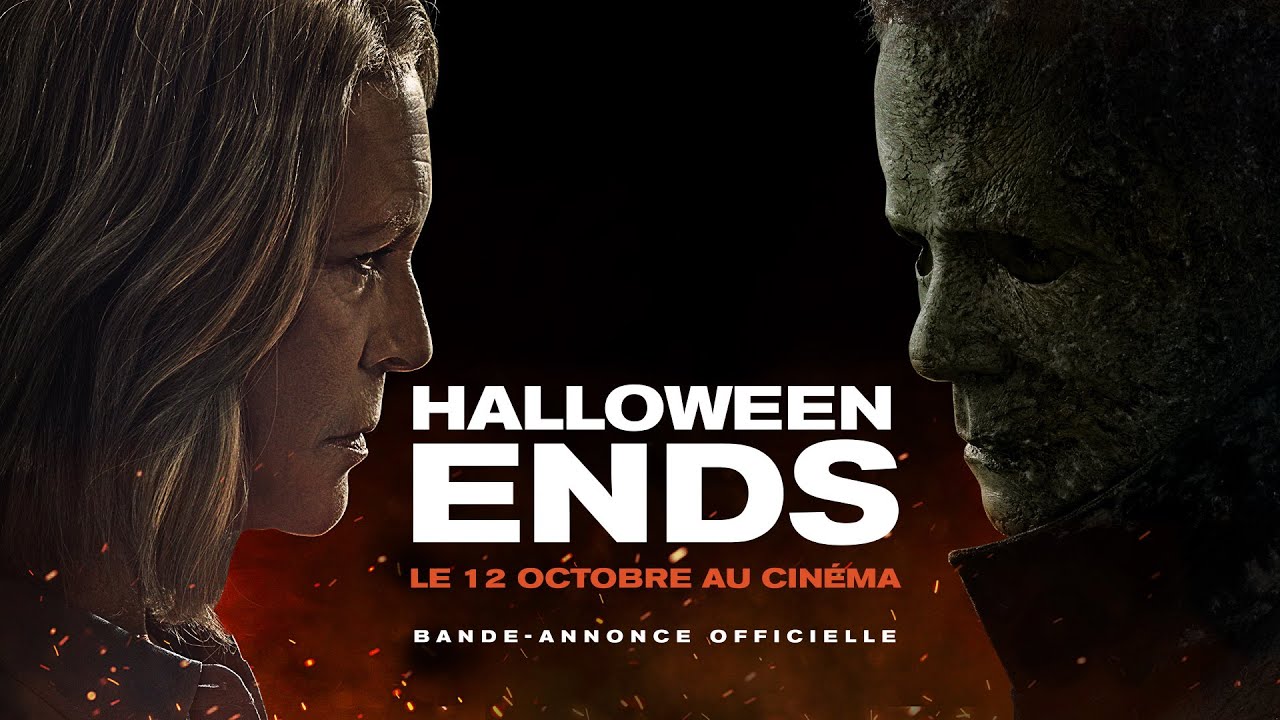 HALLOWEEN
ENDS
LE 12 OCTOBRE AU CINÉMA
BANDE-ANNONCE OFFICIELLE